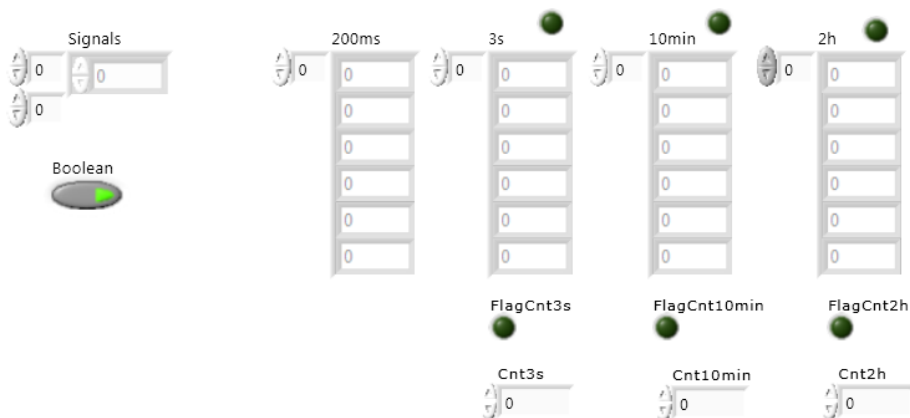 Signals 200ms 3s 10min 2h
0 0 0 0 0 0 0 0 0 0
0 0 0 0 0
0 0 0 0
Boolean 0 0 0 0
0 0 0 0
0 0 0 0
FlagCnt3s FlagCnt10min FlagCnt2h
Cnt3s Cnt10min Cnt2h
0 0 0